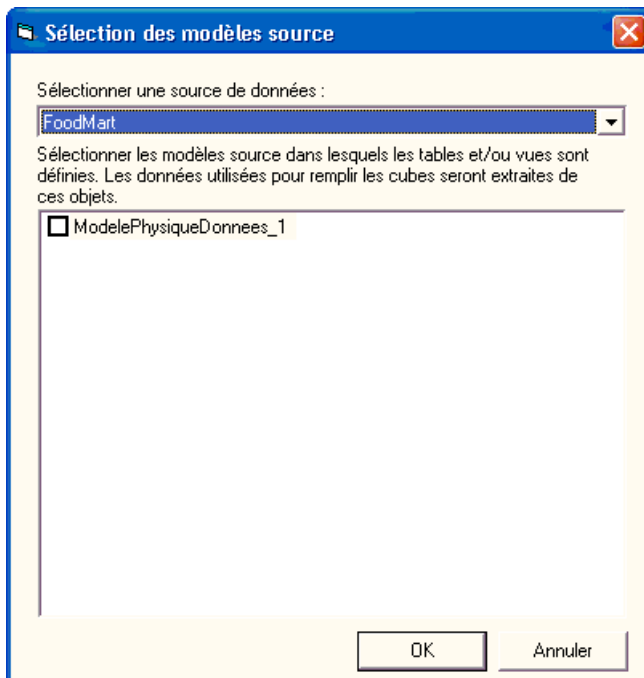 Sélection des modèles source
Sélectionner une source de données :
FoodMart
Sélectionner les modèles source dans lesquels les tables et/ou vues sont
définies. Les données utilisées pour remplir les cubes seront extraites de
ces objets.
ModelePhysiqueDonnees_1
OK
Annuler